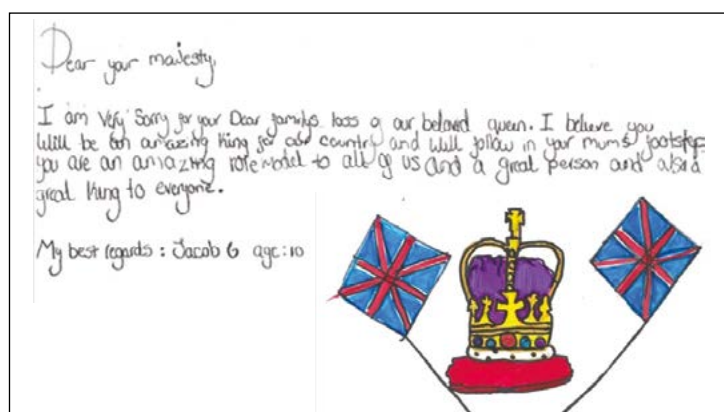 Dear your majesty,
I am very sorry for your Dear familys loss of our beloved queen. I believe you
Will be an amazing King for our country and will follow in your mums footsteps
you are an amazing role model to all of us and a great person and also a
great King to everyone.
My best regards : Jacob G age : 10